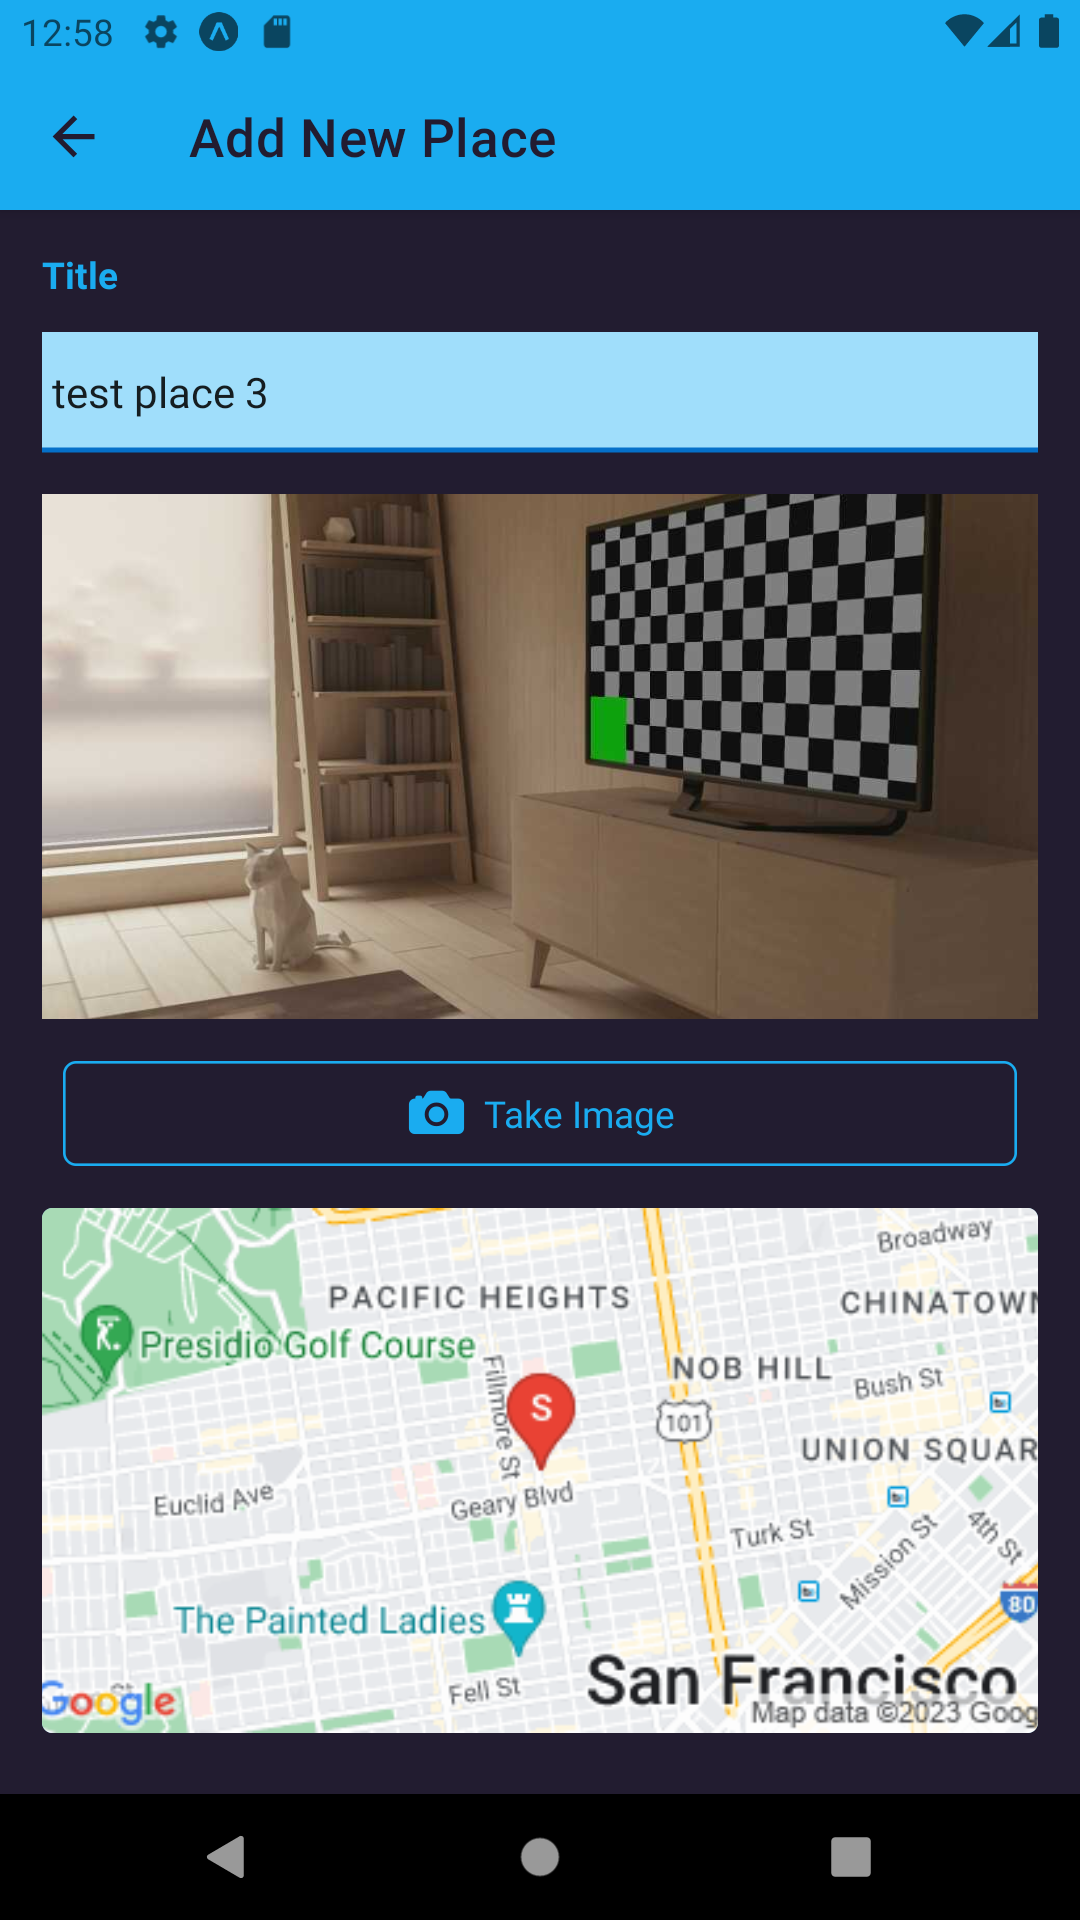 12:58
Add New Place
Title
test place 3
Take Image
Broadway
PACIFIC HEIGHTS
CHINATOWN
Presidio Golf Course
Fillmore St
NOB HILL
Bush St
S
101
UNION SQUAR
Euclid Ave
Geary Blvd
Turk St
Mission St
4th St
80
The Painted Ladies
San Francisco
Fell St
Google
Map data ©2023 Goog